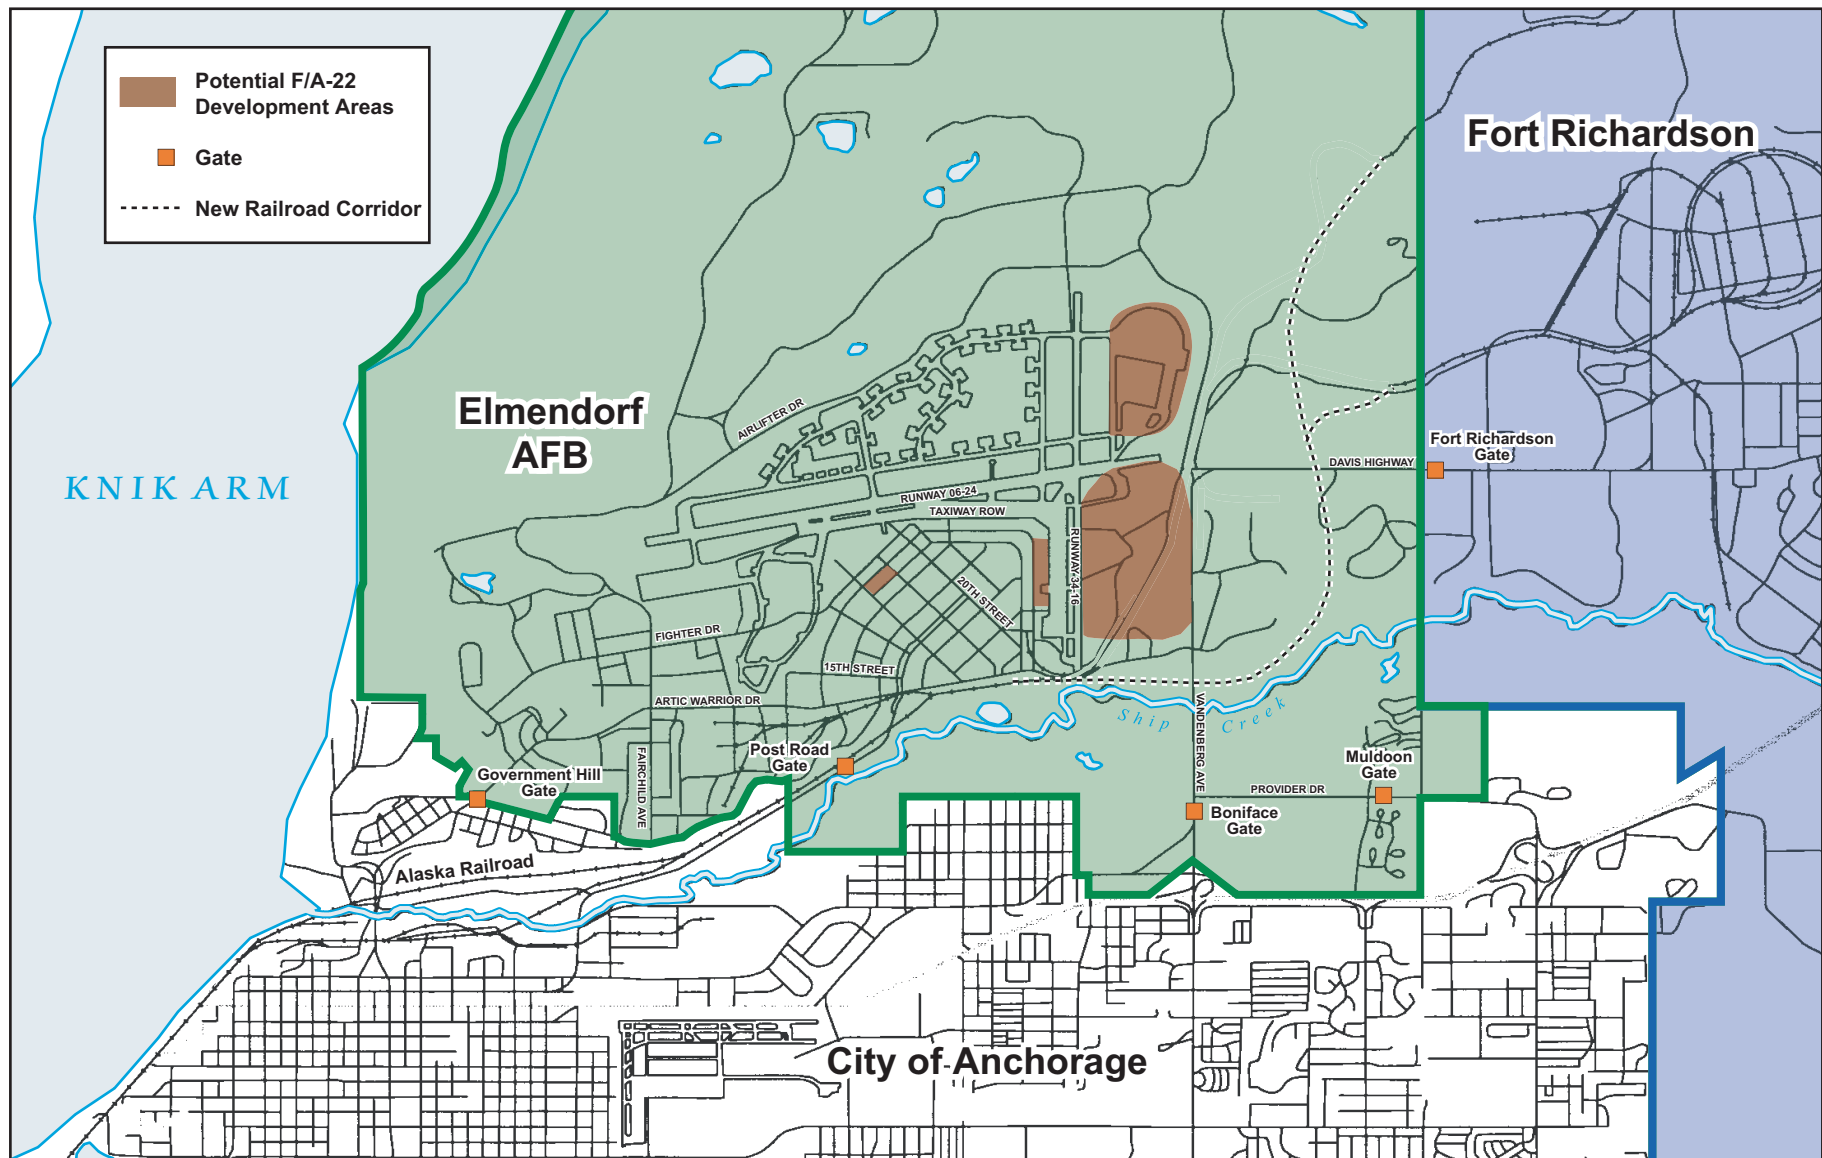 Potential F/A-22
Development Areas
Gate
New Railroad Corridor
Fort Richardson
Elmendorf
AFB
KNIK ARM
AIRLIFTER DR
RUNWAY 06-24
TAXIWAY ROW
RUNWAY-34-16
20TH STREET
DAVIS HIGHWAY
Fort Richardson
Gate
FIGHTER DR
15TH STREET
ARTIC WARRIOR DR
FAIRCHILD AVE
Post Road
Gate
Government Hill
Gate
Ship Creek
VANDENBERG AVE
Muldoon
Gate
PROVIDER DR
Boniface
Gate
Alaska Railroad
City of Anchorage